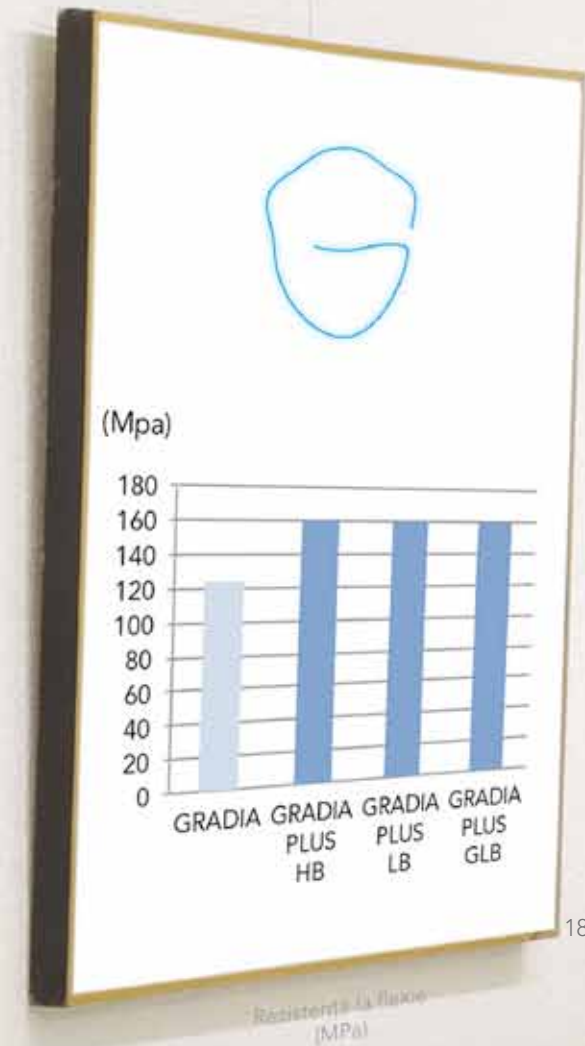 (Mpa)
180
160
140
120
100
80
60
40
20
0
GRADIA GRADIA GRADIA GRADIA
PLUS PLUS PLUS
HB LB GLB
18
Rezistență la flexie
(MPa)